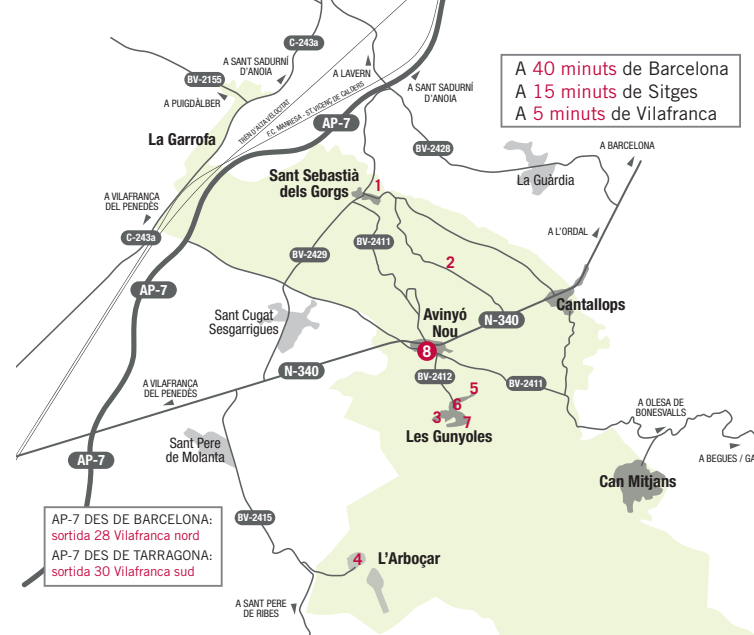 C-243a
A SANT SADURNÍ
D'ANOIA
BV-2155
A PUIGDÀLBER
A LAVERN
A SANT SADURNÍ
D'ANOIA
TREN D'ALTA VELOCITAT
F.C. MANRESA - ST. VICENÇ DE CALDERS
AP-7
La Garrofa
A 40 minuts de Barcelona
A 15 minuts de Sitges
A 5 minuts de Vilafranca
BV-2428
A BARCELONA
La Guàrdia
Sant Sebastià
dels Gorgs
1
A VILAFRANCA
DEL PENEDÈS
C-243a
BV-2429
BV-2411
2
A L'ORDAL
AP-7
Sant Cugat
Sesgarrigues
Avinyó
Nou
N-340
Cantallops
8
N-340
BV-2412
BV-2411
A VILAFRANCA
DEL PENEDÈS
5
6
3
7
Les Gunyoles
A OLESA DE
BONESVALLS
Sant Pere
de Molanta
A BEGUES / GA
AP-7
Can Mitjans
AP-7 DES DE BARCELONA:
sortida 28 Vilafranca nord
AP-7 DES DE TARRAGONA:
sortida 30 Vilafranca sud
BV-2415
4
L'Arboçar
A SANT PERE
DE RIBES